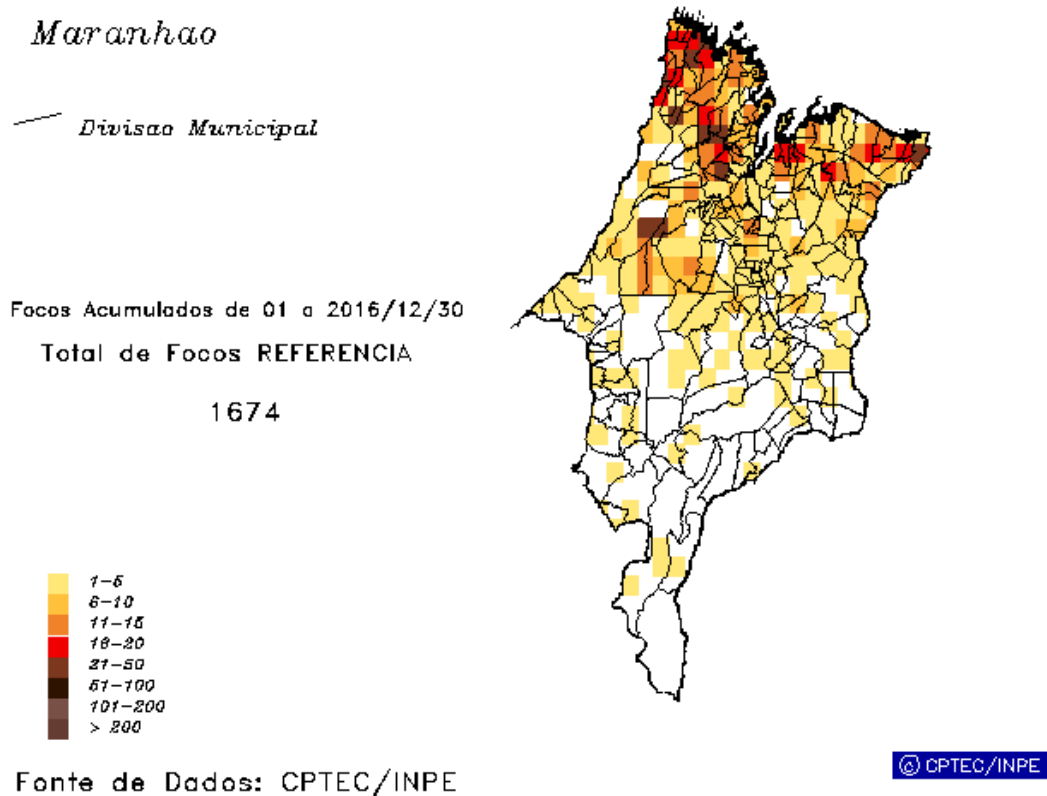 Maranhao
Divisao Municipal
Focos Acumulados de 01 a 2016/12/30
Total de Focos REFERENCIA
1674
1-5
6-10
11-15
16-20
21-50
51-100
101-200
> 200
Fonte de Dados: CPTEC/INPE
© CPTEC/INPE